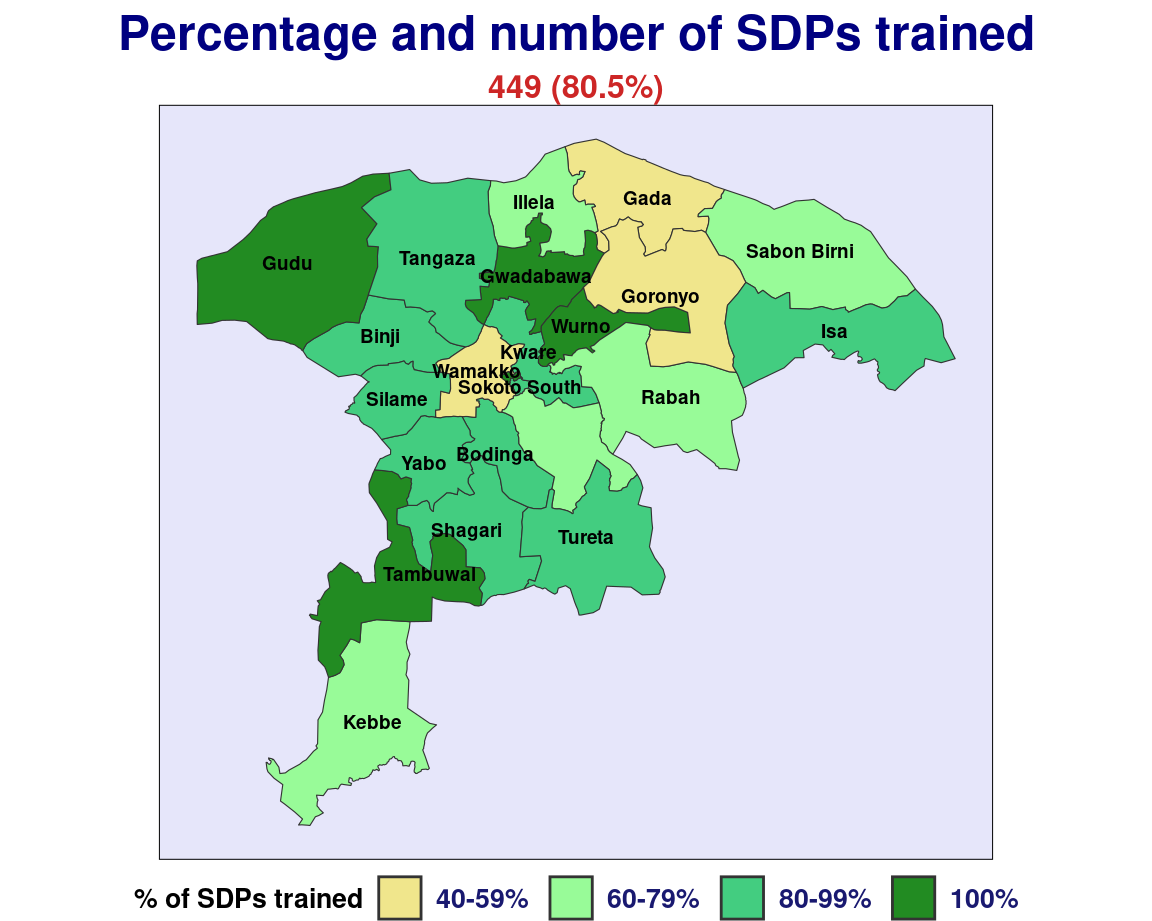 Percentage and number of SDPs trained
449 (80.5%)
Illela
Gada
Sabon Birni
Tangaza
Gudu
Gwadabawa
Goronyo
Wurno
Isa
Binji
Kware
Wamakko
Sokoto South
Silame
Rabah
Bodinga
Yabo
Shagari
Tureta
Tambuwal
Kebbe
% of SDPs trained 40-59% 60-79% 80-99% 100%